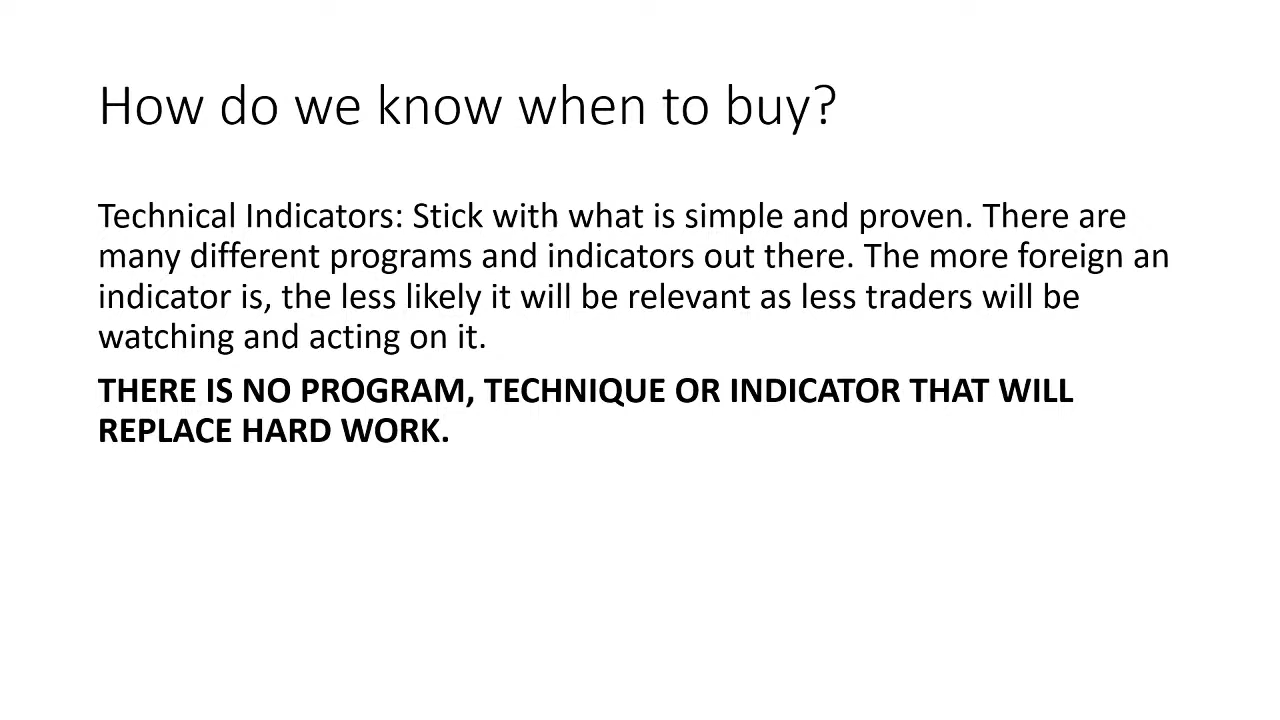 How do we know when to buy?
Technical Indicators: Stick with what is simple and proven. There are
many different programs and indicators out there. The more foreign an
indicator is, the less likely it will be relevant as less traders will be
watching and acting on it.
THERE IS NO PROGRAM, TECHNIQUE OR INDICATOR THAT WILL
REPLACE HARD WORK.